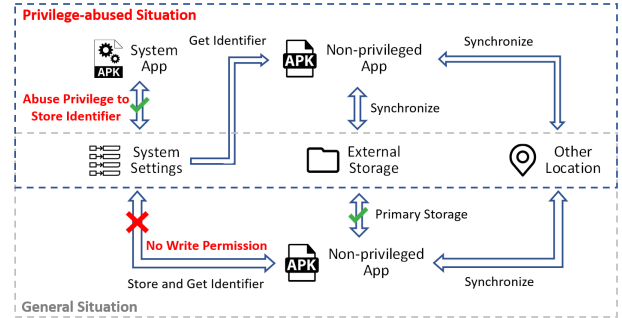 Privilege-abused Situation
Get Identifier
Synchronize
System
App
APK
APK
Non-privileged
App
Abuse Privilege to
Store Identifier
Synchronize
System
Settings
External
Storage
Other
Location
Primary Storage
No Write Permission
APK
Non-privileged
App
Store and Get Identifier
Synchronize
General Situation